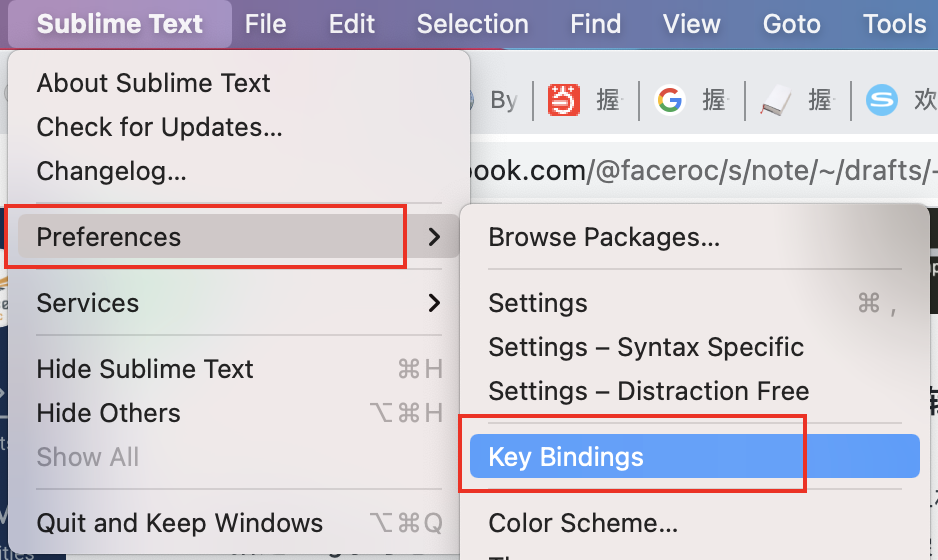 Sublime Text File Edit Selection Find View Goto Tools
About Sublime Text
Check for Updates...
Changelog...
Preferences
Services
Hide Sublime Text ⌘H
Hide Others ⌥⌘H
Show All
Quit and Keep Windows ⌥⌘Q
By 握 握 握 欢
ook.com/@faceroc/s/note/~/drafts/-
Browse Packages...
Settings ⌘ ,
Settings – Syntax Specific
Settings – Distraction Free
Key Bindings
Color Scheme...